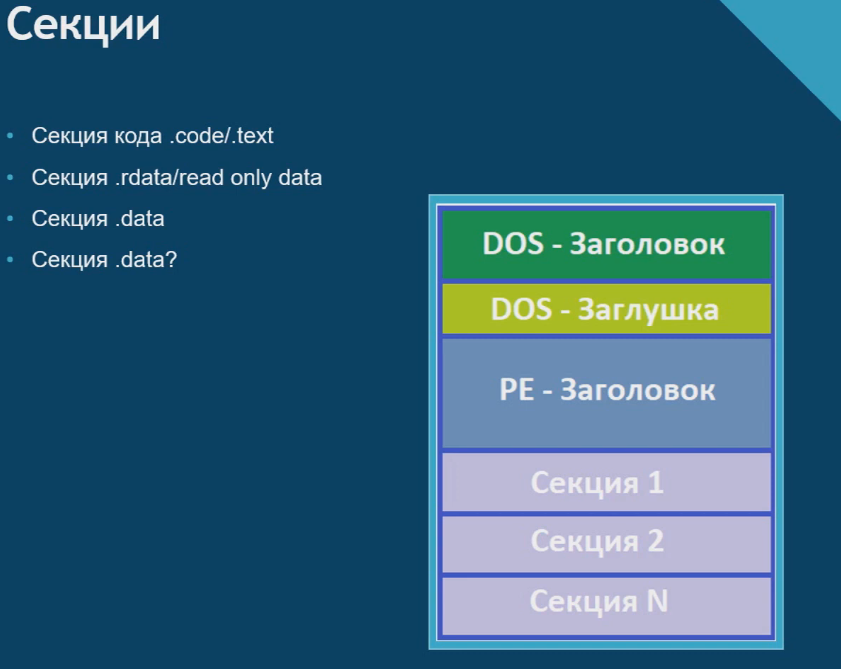 Секции
Секция кода .code/.text
Секция .rdata/read only data
Секция .data
Секция .data?
DOS - Заголовок
DOS - Заглушка
PE - Заголовок
Секция 1
Секция 2
Секция N